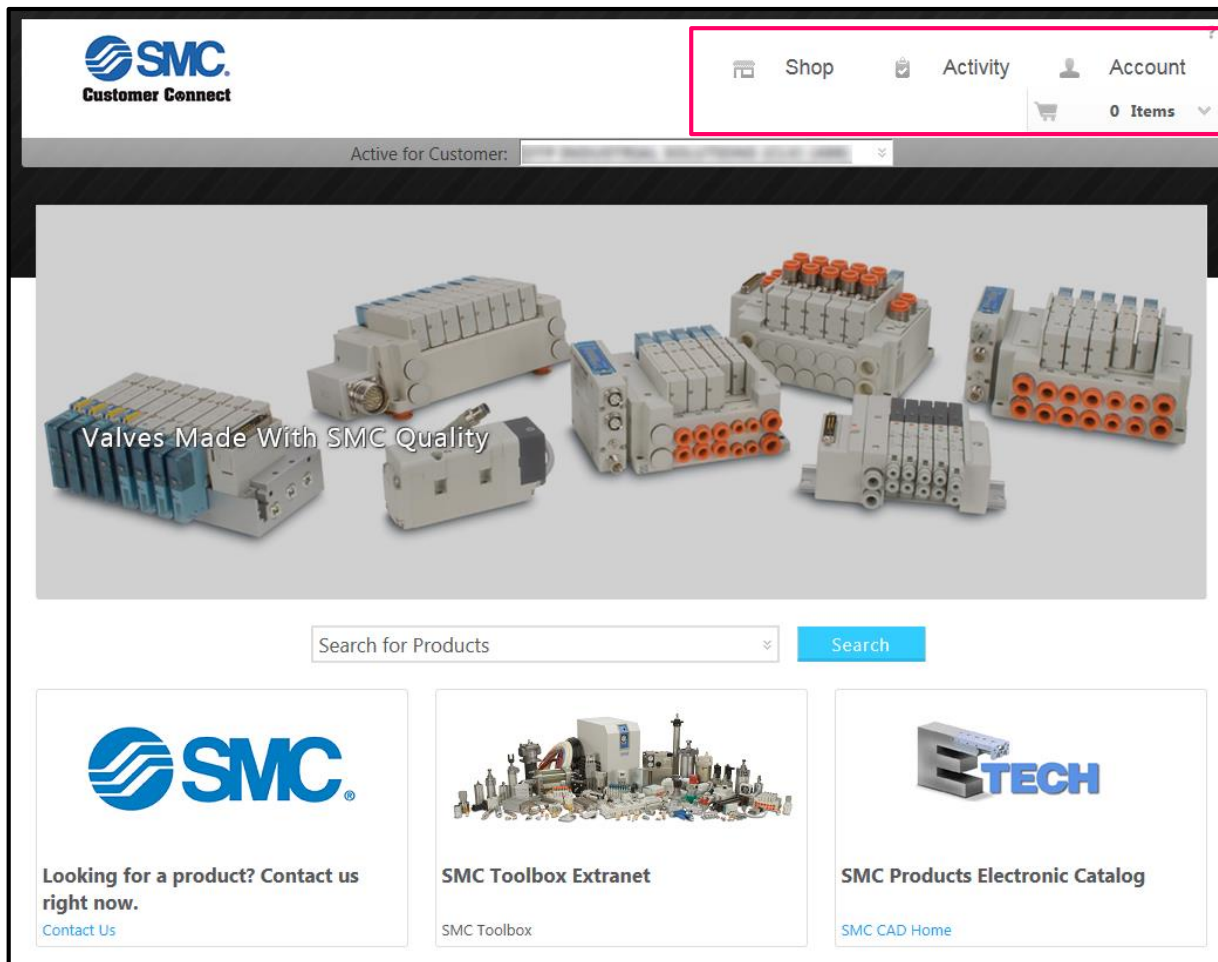 SMC.
Customer Connect
?
Shop Activity Account
0 Items
Active for Customer:
Valves Made With SMC Quality
Search for Products Search
SMC®
ETECH
Looking for a product? Contact us
right now.
Contact Us
SMC Toolbox Extranet
SMC Toolbox
SMC Products Electronic Catalog
SMC CAD Home